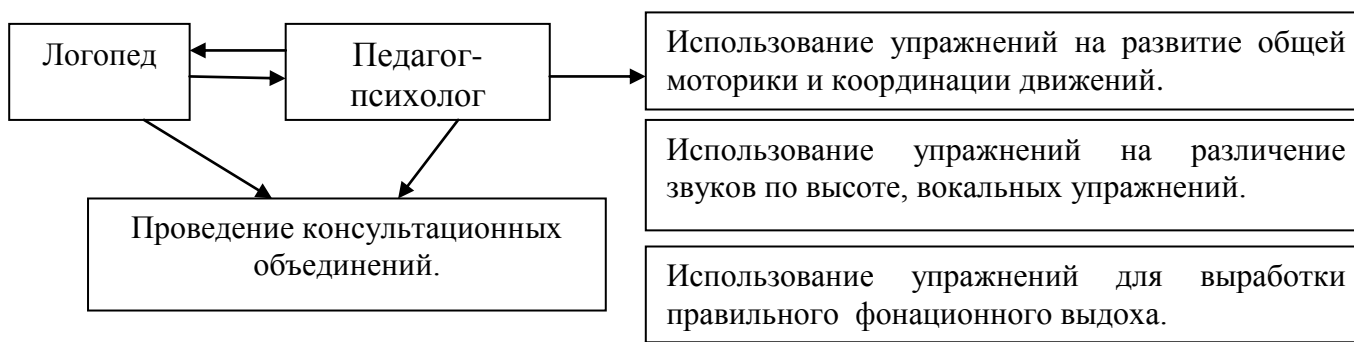 Логопед
Педагог-
психолог
Использование упражнений на развитие общей
моторики и координации движений.
Использование упражнений на различение
звуков по высоте, вокальных упражнений.
Проведение консультационных
объединений.
Использование упражнений для выработки
правильного фонационного выдоха.